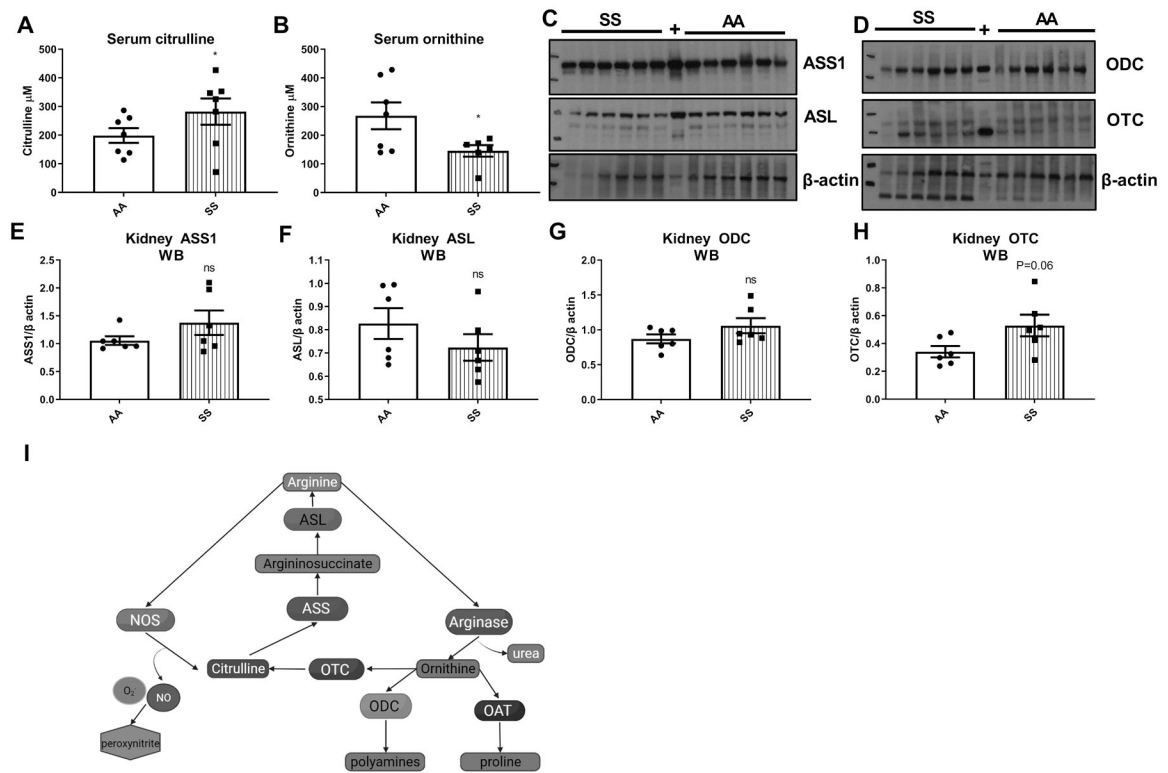 A
Serum citrulline
Citrulline µM
500
400
300
200
100
0
*
AA
SS
B
Serum ornithine
Ornithine µM
500
400
300
200
100
0
*
AA
SS
C
SS + AA
ASS1
ASL
β-actin
D
SS + AA
ODC
OTC
β-actin
E
Kidney ASS1
WB
ASS1/β actin
2.5
2.0
1.5
1.0
0.5
0.0
ns
AA
SS
F
Kidney ASL
WB
ASL/β actin
1.1
1.0
0.9
0.8
0.7
0.6
0.5
ns
AA
SS
G
Kidney ODC
WB
ODC/β actin
2.0
1.5
1.0
0.5
0.0
ns
AA
SS
H
Kidney OTC
WB
P=0.06
OTC/β actin
1.0
0.8
0.6
0.4
0.2
0.0
AA
SS
I
Arginine
ASL
Argininosuccinate
ASS
NOS
Arginase
urea
Citrulline
OTC
Ornithine
O2-
NO
ODC
OAT
peroxynitrite
polyamines
proline